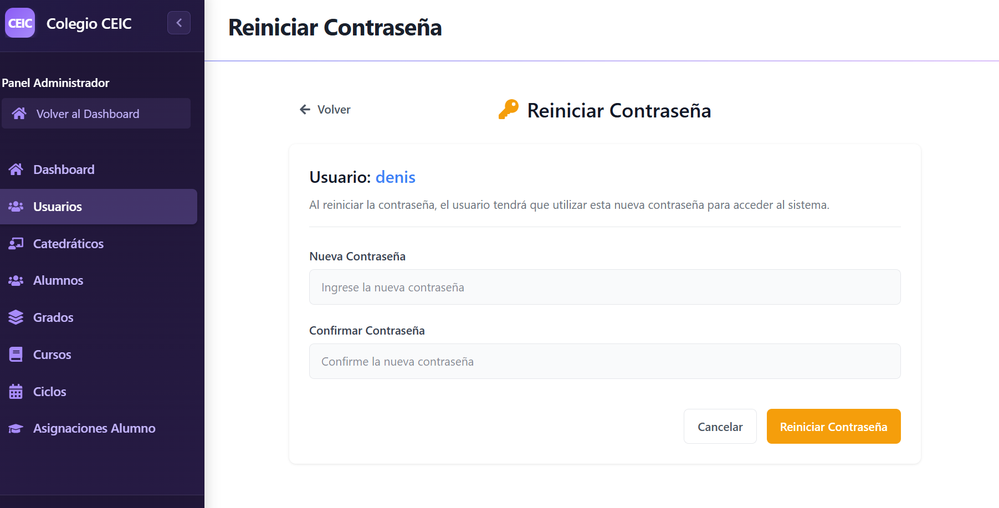 CEIC
Colegio CEIC
Panel Administrador
Volver al Dashboard
Dashboard
Usuarios
Catedráticos
Alumnos
Grados
Cursos
Ciclos
Asignaciones Alumno
Reiniciar Contraseña
Volver
Reiniciar Contraseña
Usuario: denis
Al reiniciar la contraseña, el usuario tendrá que utilizar esta nueva contraseña para acceder al sistema.
Nueva Contraseña
Ingrese la nueva contraseña
Confirmar Contraseña
Confirme la nueva contraseña
Cancelar
Reiniciar Contraseña